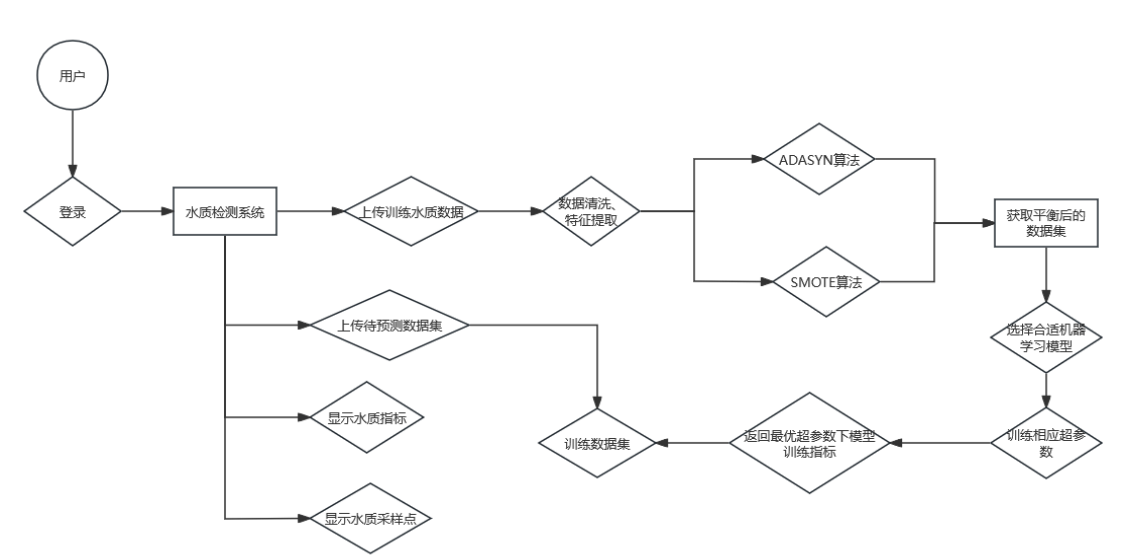 用户
登录
水质检测系统
上传训练水质数据
数据清洗、
特征提取
ADASYN算法
SMOTE算法
获取平衡后的
数据集
选择合适机器
学习模型
训练相应超参
数
返回最优超参数下模型
训练指标
训练数据集
上传待预测数据集
显示水质指标
显示水质采样点